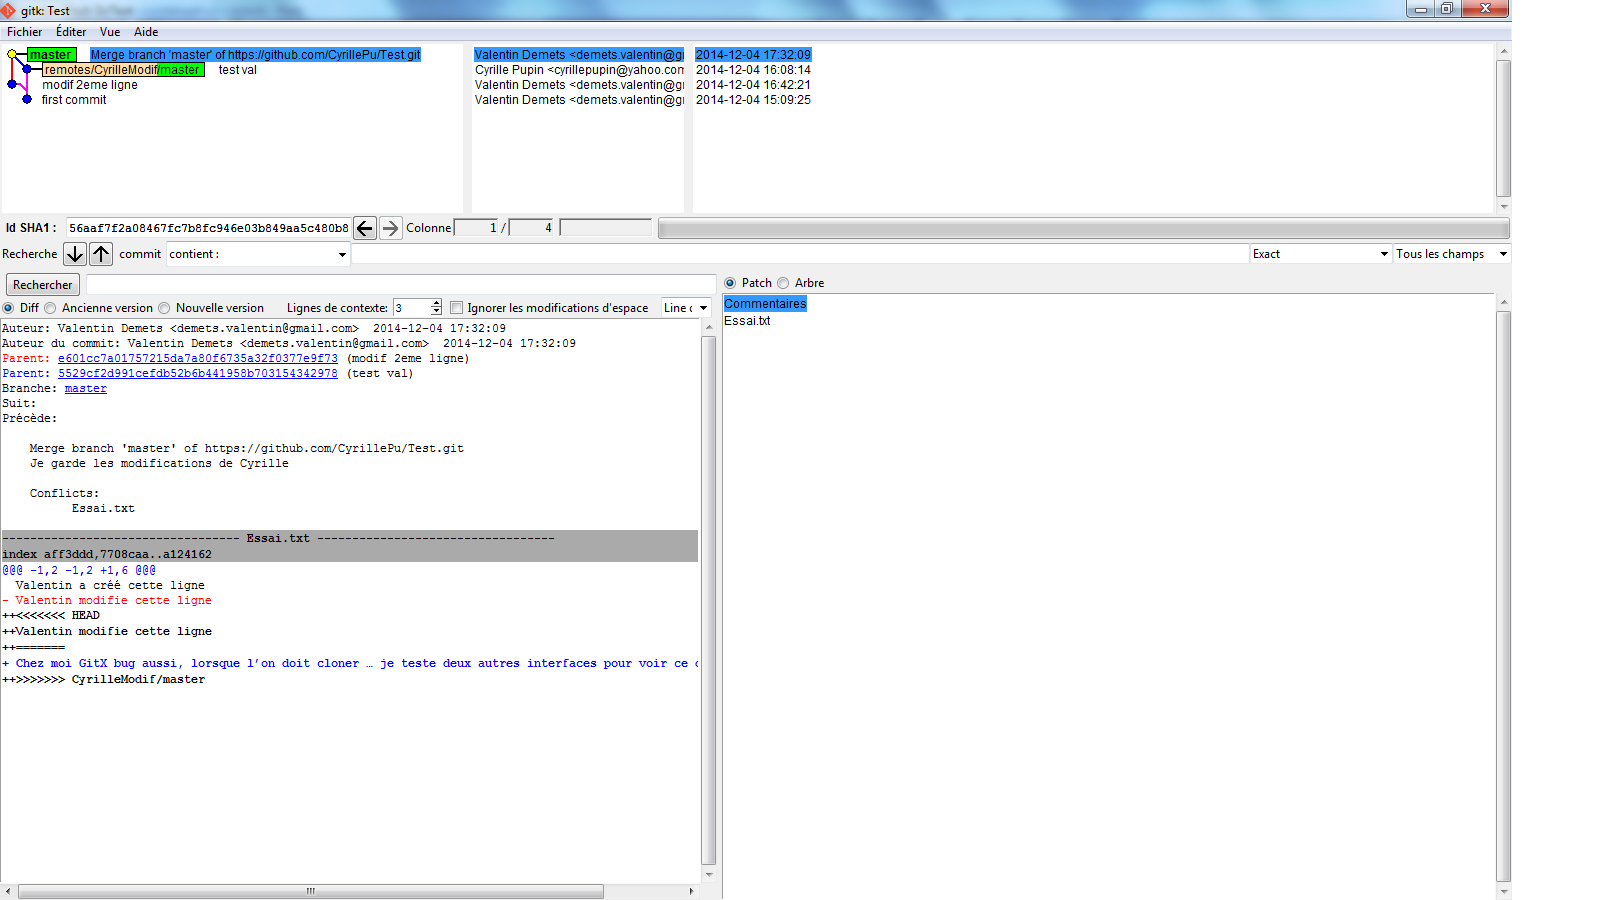 gitk: Test
Fichier Éditer Vue Aide
master Merge branch 'master' of https://github.com/CyrillePu/Test.git Valentin Demets <demets.valentin@g 2014-12-04 17:32:09
remotes/CyrilleModif/master test val Cyrille Pupin <cyrillepupin@yahoo.com 2014-12-04 16:08:14
modif 2eme ligne Valentin Demets <demets.valentin@g 2014-12-04 16:42:21
first commit Valentin Demets <demets.valentin@g 2014-12-04 15:09:25
Id SHA1 : 56aaf7f2a08467fc7b8fc946e03b849aa5c480b8 Colonne 1 / 4
Recherche commit contient : Exact Tous les champs
Rechercher Patch Arbre
Diff Ancienne version Nouvelle version Lignes de contexte: 3 Ignorer les modifications d'espace Line
Commentaires
Essai.txt
Auteur: Valentin Demets <demets.valentin@gmail.com> 2014-12-04 17:32:09
Auteur du commit: Valentin Demets <demets.valentin@gmail.com> 2014-12-04 17:32:09
Parent: e601cc7a01757215da7a80f6735a32f0377e9f73 (modif 2eme ligne)
Parent: 5529cf2d991cefdb52b6b441958b703154342978 (test val)
Branche: master
Suit:
Précède:
Merge branch 'master' of https://github.com/CyrillePu/Test.git
Je garde les modifications de Cyrille
Conflicts:
Essai.txt
---------------------------------- Essai.txt ----------------------------------
index aff3ddd,7708caa..a124162
@@@ -1,2 -1,2 +1,6 @@@
Valentin a créé cette ligne
- Valentin modifie cette ligne
++<<<<<<< HEAD
++Valentin modifie cette ligne
++=======
+ Chez moi GitX bug aussi, lorsque l'on doit cloner … je teste deux autres interfaces pour voir ce
++>>>>>>> CyrilleModif/master